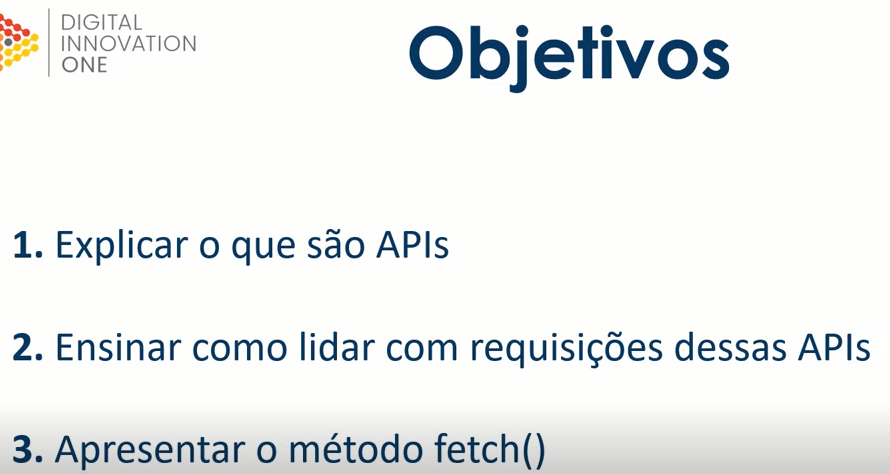 DIGITAL
INNOVATION
ONE
Objetivos
1. Explicar o que são APIs
2. Ensinar como lidar com requisições dessas APIs
3. Apresentar o método fetch()